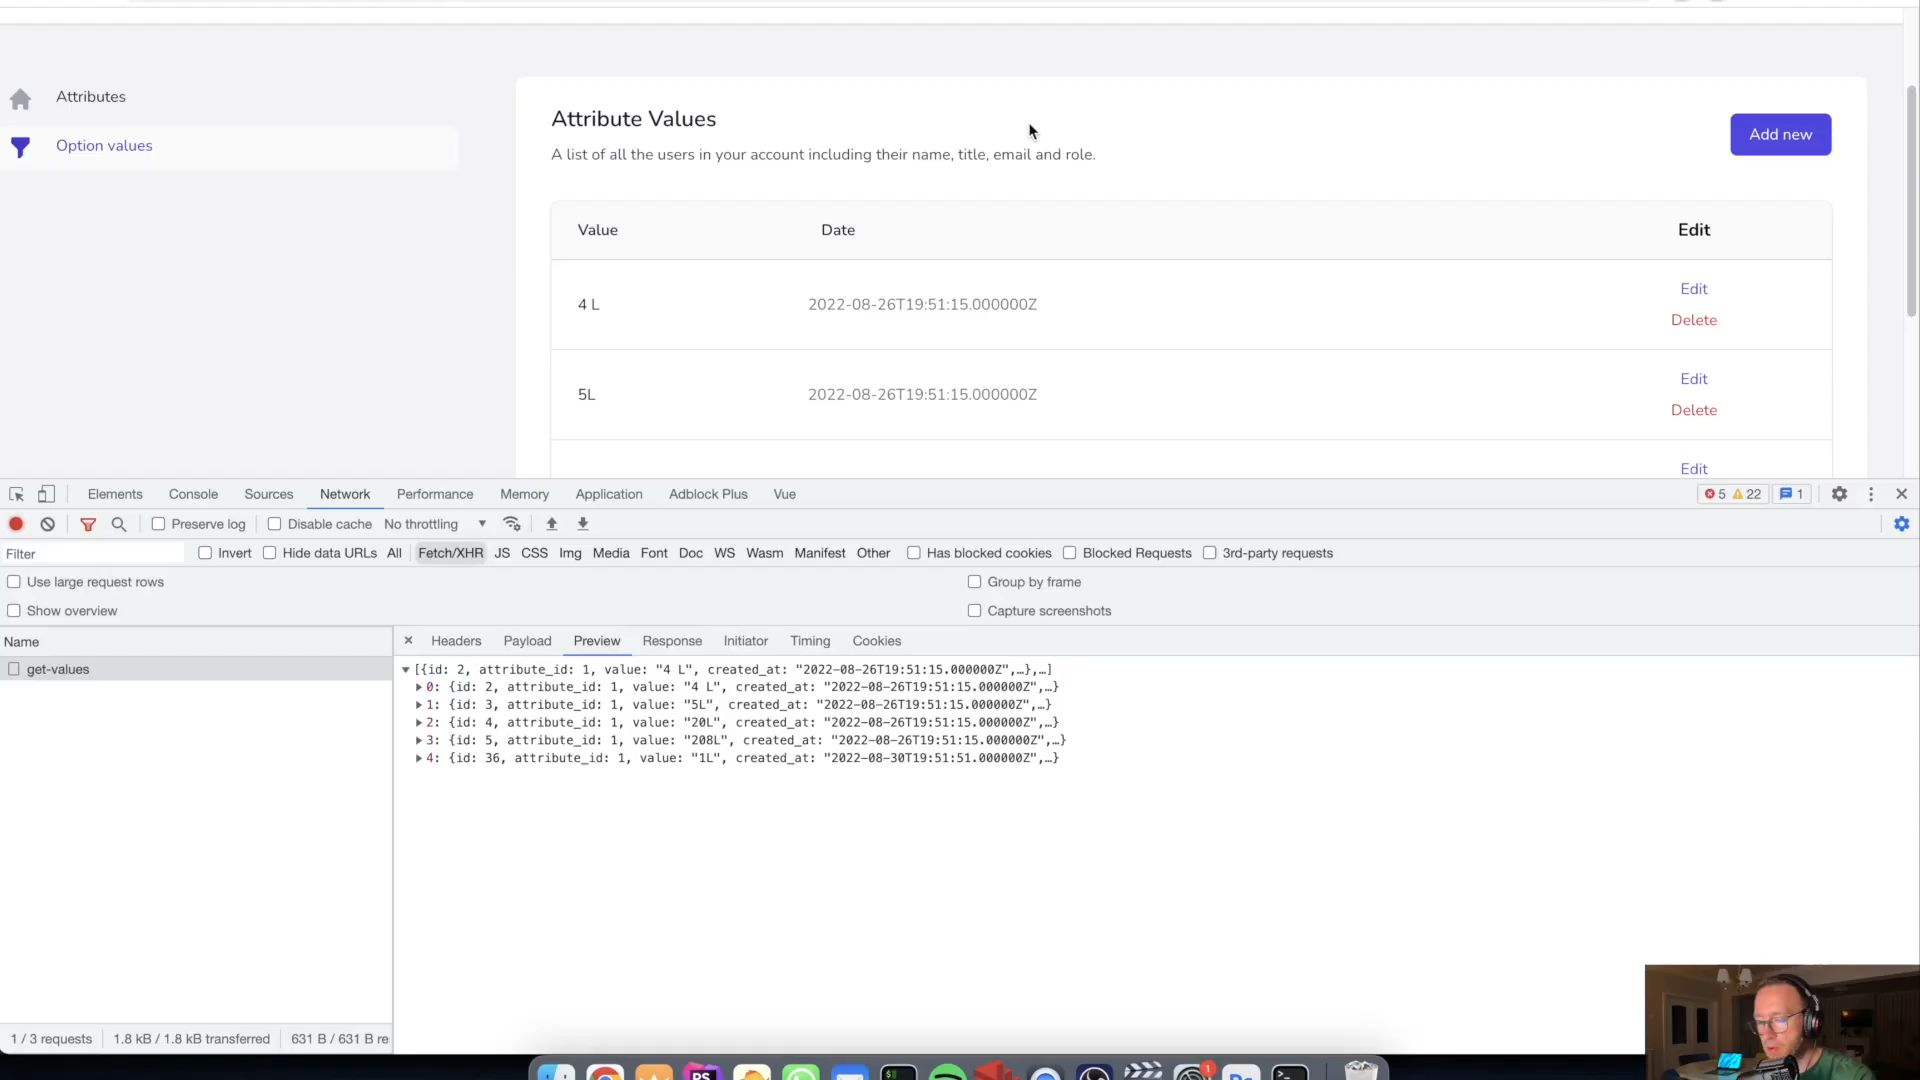 Attributes
Option values
Attribute Values
A list of all the users in your account including their name, title, email and role.
Add new
Value Date Edit
4 L 2022-08-26T19:51:15.000000Z Edit
Delete
5L 2022-08-26T19:51:15.000000Z Edit
Delete
Edit
Elements Console Sources Network Performance Memory Application Adblock Plus Vue 5 22 1
Preserve log Disable cache No throttling
Filter Invert Hide data URLs All Fetch/XHR JS CSS Img Media Font Doc WS Wasm Manifest Other Has blocked cookies Blocked Requests 3rd-party requests
Use large request rows Group by frame
Show overview Capture screenshots
Name Headers Payload Preview Response Initiator Timing Cookies
get-values
[{id: 2, attribute_id: 1, value: "4 L", created_at: "2022-08-26T19:51:15.000000Z",…},…]
0: {id: 2, attribute_id: 1, value: "4 L", created_at: "2022-08-26T19:51:15.000000Z",…}
1: {id: 3, attribute_id: 1, value: "5L", created_at: "2022-08-26T19:51:15.000000Z",…}
2: {id: 4, attribute_id: 1, value: "20L", created_at: "2022-08-26T19:51:15.000000Z",…}
3: {id: 5, attribute_id: 1, value: "208L", created_at: "2022-08-26T19:51:15.000000Z",…}
4: {id: 36, attribute_id: 1, value: "1L", created_at: "2022-08-30T19:51:51.000000Z",…}
1 / 3 requests 1.8 kB / 1.8 kB transferred 631 B / 631 B re
PS
$
1